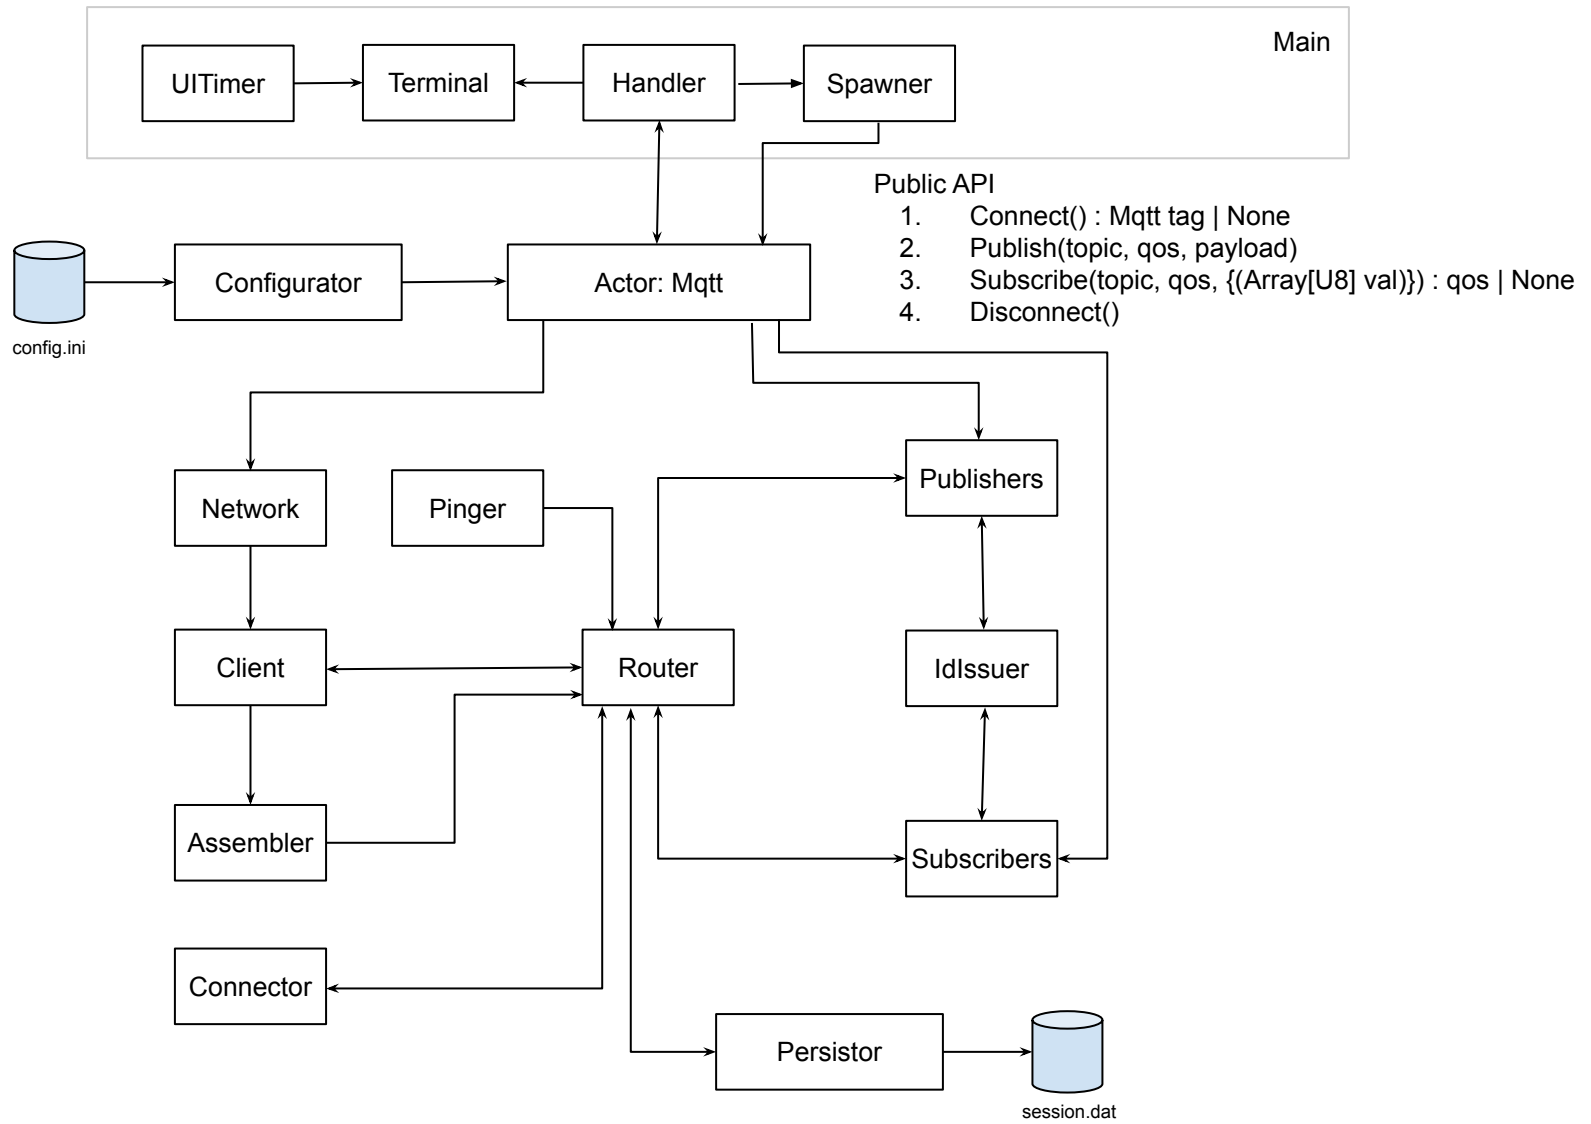 Main
UITimer
Terminal
Handler
Spawner
Public API
1. Connect() : Mqtt tag | None
2. Publish(topic, qos, payload)
3. Subscribe(topic, qos, {(Array[U8] val)}) : qos | None
4. Disconnect()
config.ini
Configurator
Actor: Mqtt
Network
Pinger
Publishers
Client
Router
IdIssuer
Assembler
Subscribers
Connector
Persistor
session.dat